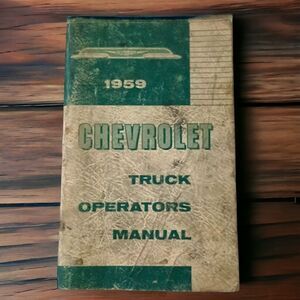 1959
CHEVROLET
TRUCK
OPERATORS
MANUAL